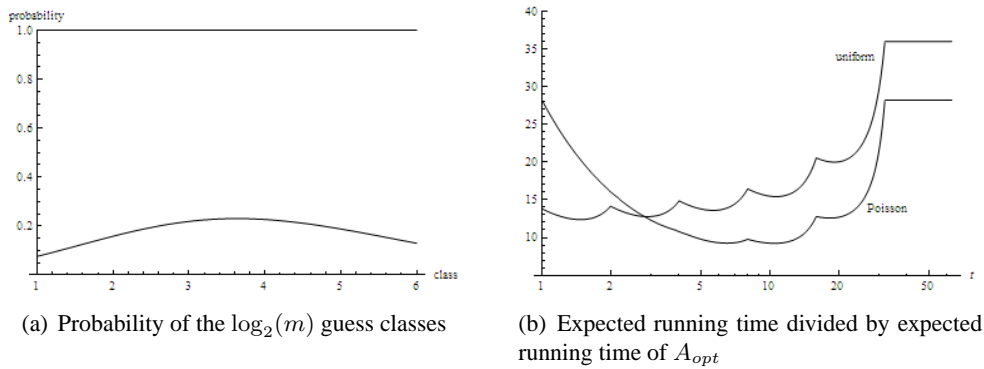 probability
1.0
0.8
0.6
0.4
0.2
1 2 3 4 5 6 class
(a) Probability of the log₂(m) guess classes
40
35
30
25
20
15
10
uniform
Poisson
1 2 5 10 20 50 t
(b) Expected running time divided by expected
running time of Aₒₚₜ